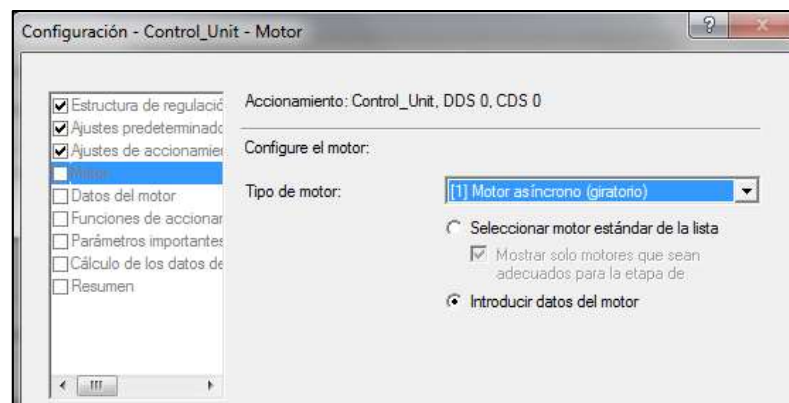 Configuración - Control_Unit - Motor
Estructura de regulació
Ajustes predeterminado
Ajustes de accionamie
Motor
Datos del motor
Funciones de accionar
Parámetros importantes
Cálculo de los datos de
Resumen
Accionamiento: Control_Unit, DDS 0, CDS 0
Configure el motor:
Tipo de motor:
[1] Motor asíncrono (giratorio)
Seleccionar motor estándar de la lista
Mostrar solo motores que sean
adecuados para la etapa de
Introducir datos del motor